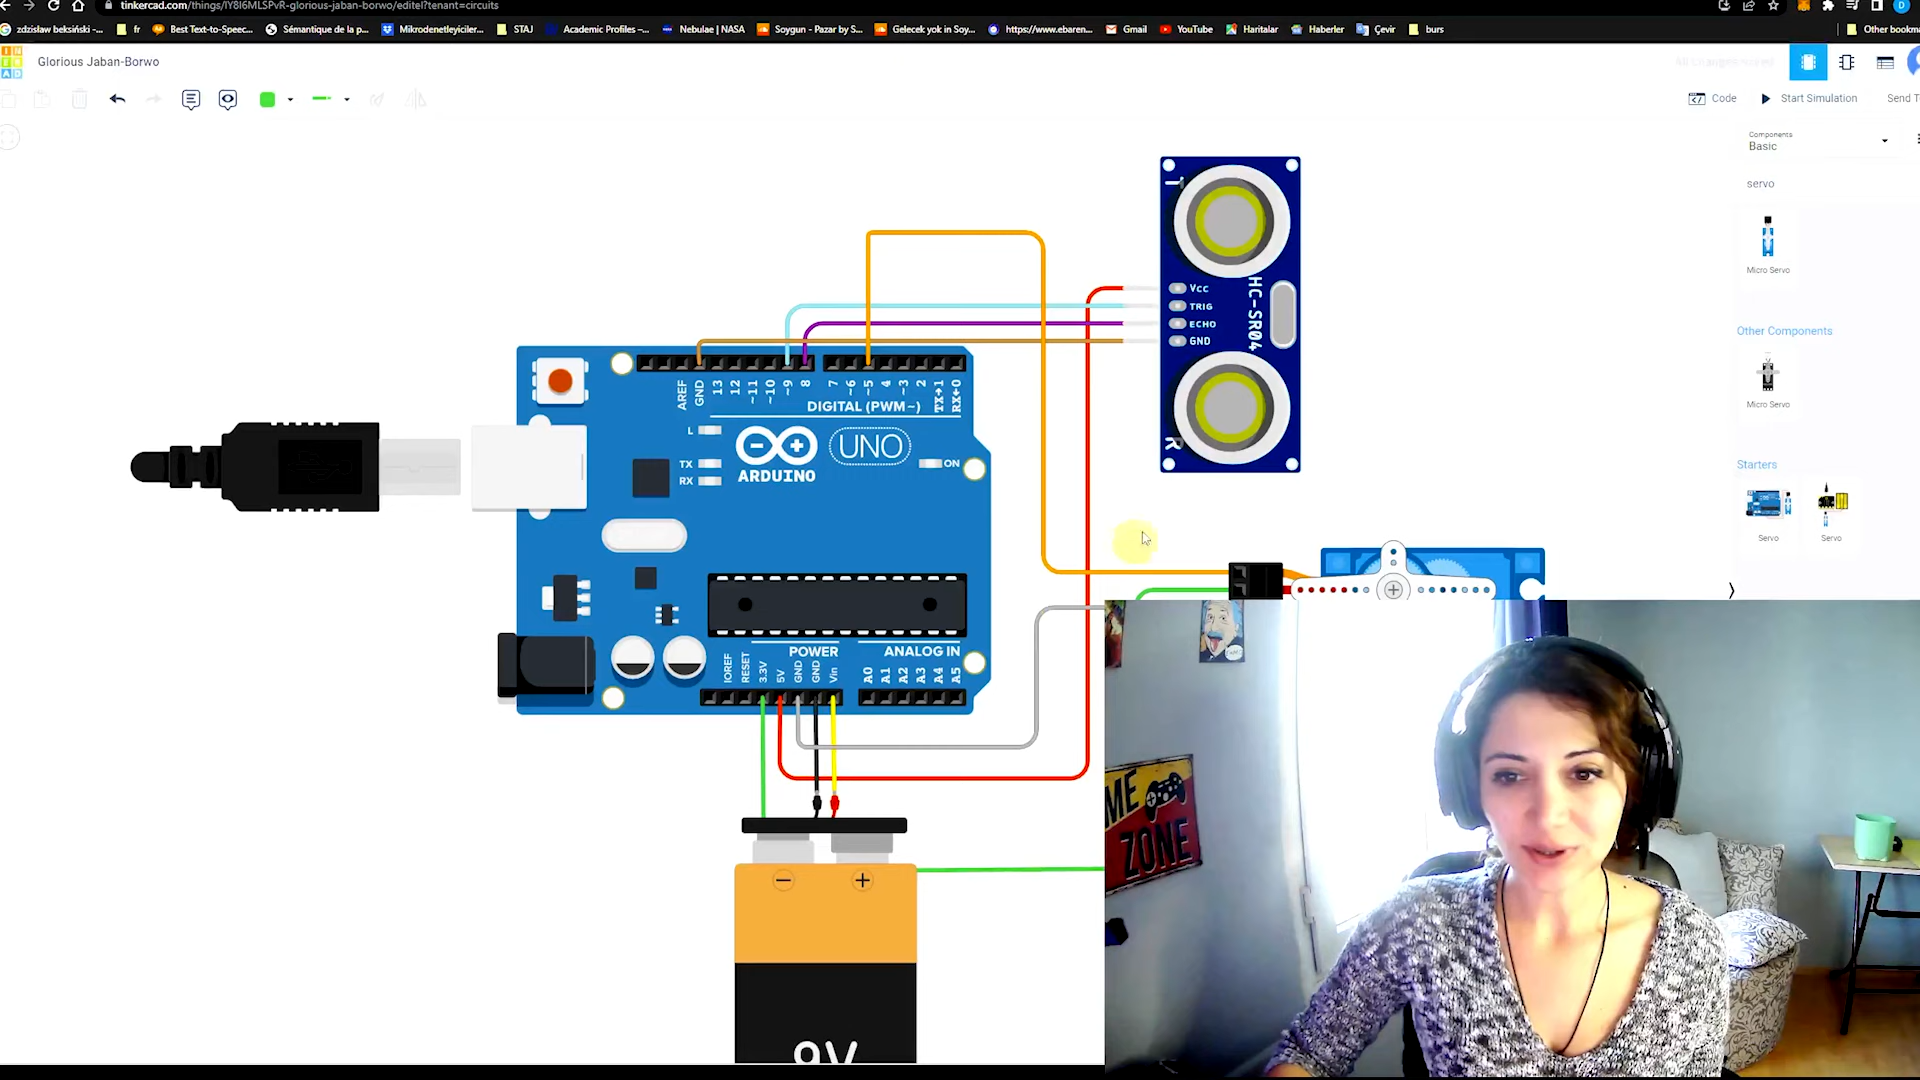 tinkercad.com/things/IY8I6MLSPvR-glorious-jaban-borwo/editel?tenant=circuits
zdzisław beksiński -...
fr
Best Text-to-Speec...
Sémantique de la p...
Mikrodenetleyiciler...
STAJ
Academic Profiles –...
Nebulae | NASA
Soygun - Pazar by S...
Gelecek yok in Soy...
https://www.ebaren...
Gmail
YouTube
Haritalar
Haberler
Çevir
burs
Other bookma
Glorious Jaban-Borwo
Code
Start Simulation
Send T
Components
Basic
servo
Micro Servo
Other Components
Micro Servo
Starters
Servo
Servo
T
HC-SR04
Vcc
TRIG
ECHO
GND
R
AREF
GND
13
12
~11
~10
~9
8
7
~6
~5
4
~3
2
TX→1
RX←0
DIGITAL (PWM~)
L
TX
RX
ARDUINO
UNO
ON
POWER
ANALOG IN
IOREF
RESET
3.3V
5V
GND
GND
Vin
A0
A1
A2
A3
A4
A5
− +
9V
ME
ZONE